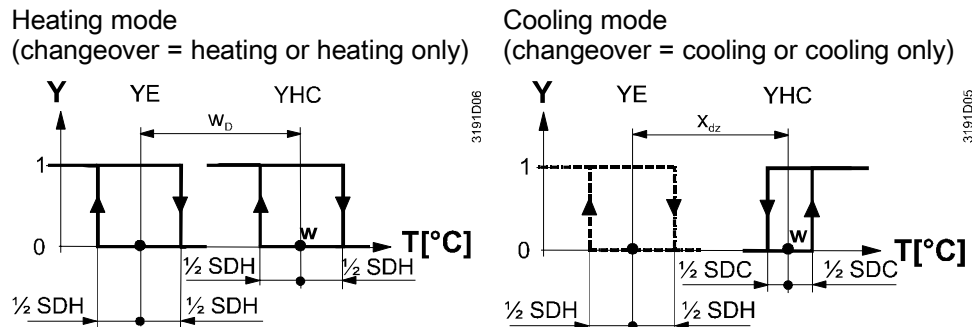 Heating mode
(changeover = heating or heating only)
Y YE YHC
W_D
1
0
w
T[°C]
½ SDH ½ SDH
½ SDH ½ SDH
3191D06
Cooling mode
(changeover = cooling or cooling only)
Y YE YHC
X_dz
1
0
w
T[°C]
½ SDC ½ SDC
½ SDH ½ SDH
3191D05